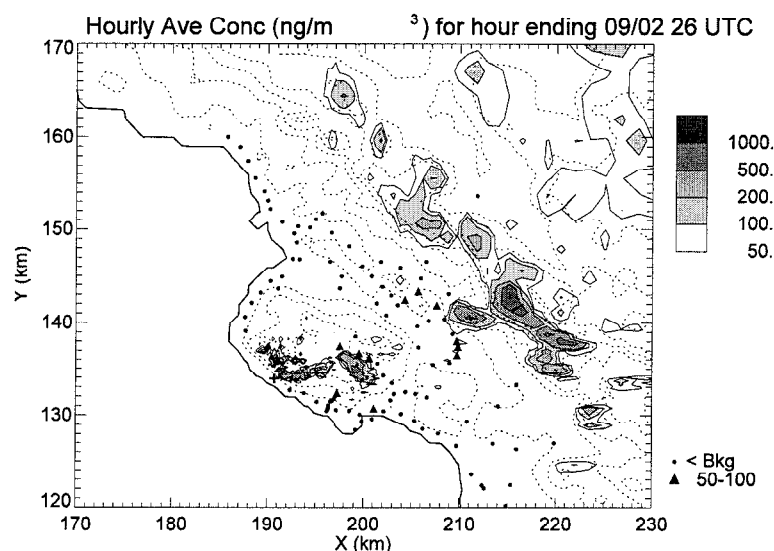 Hourly Ave Conc (ng/m ³) for hour ending 09/02 26 UTC
170
160
150
140
130
120
Y (km)
170 180 190 200 210 220 230
X (km)
1000.
500.
200.
100.
50.
• < Bkg
▲ 50-100